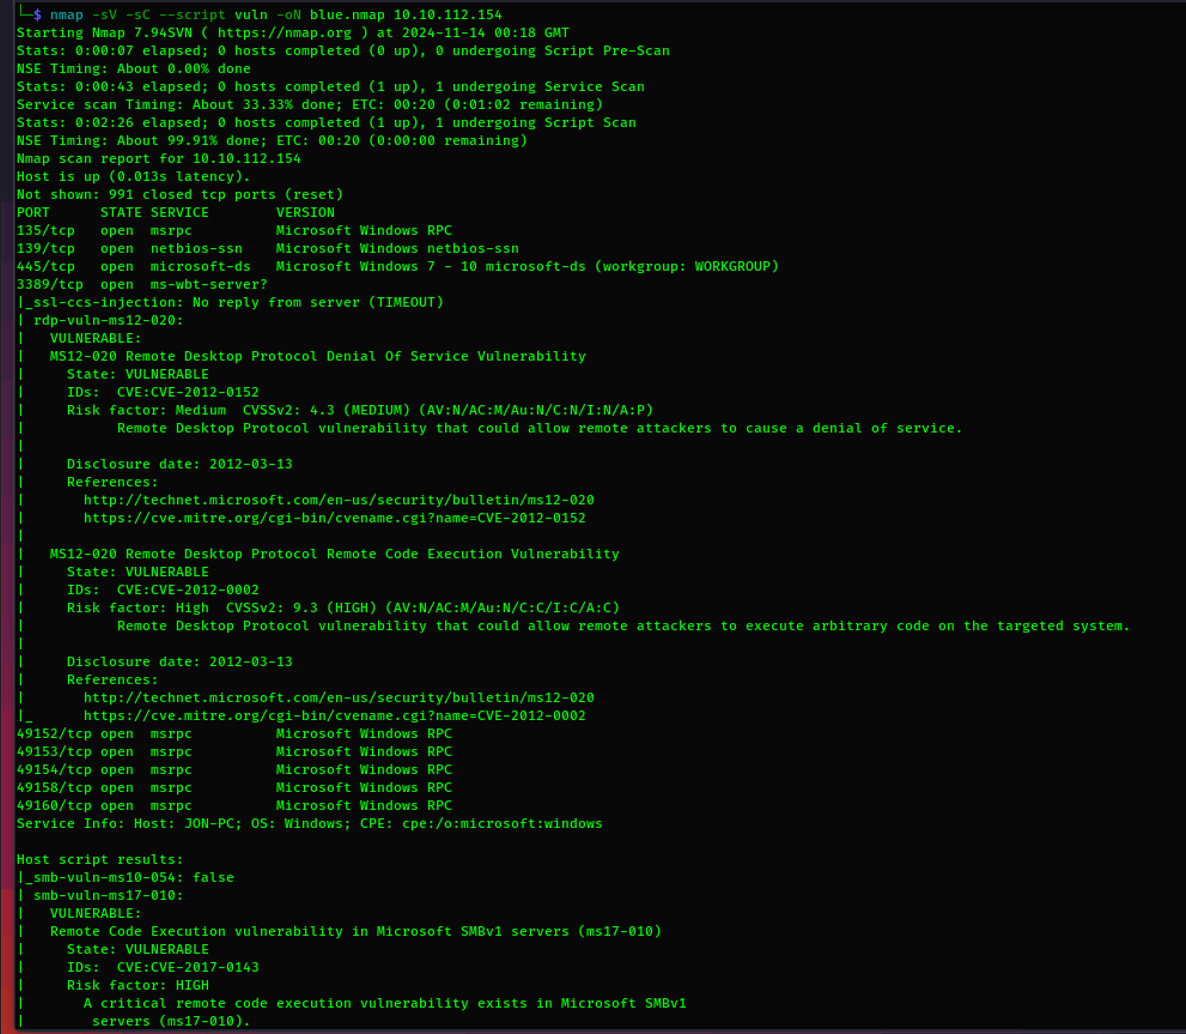 └─$ nmap -sV -sC --script vuln -oN blue.nmap 10.10.112.154
Starting Nmap 7.94SVN ( https://nmap.org ) at 2024-11-14 00:18 GMT
Stats: 0:00:07 elapsed; 0 hosts completed (0 up), 0 undergoing Script Pre-Scan
NSE Timing: About 0.00% done
Stats: 0:00:43 elapsed; 0 hosts completed (1 up), 1 undergoing Service Scan
Service scan Timing: About 33.33% done; ETC: 00:20 (0:01:02 remaining)
Stats: 0:02:26 elapsed; 0 hosts completed (1 up), 1 undergoing Script Scan
NSE Timing: About 99.91% done; ETC: 00:20 (0:00:00 remaining)
Nmap scan report for 10.10.112.154
Host is up (0.013s latency).
Not shown: 991 closed tcp ports (reset)
PORT      STATE SERVICE        VERSION
135/tcp   open  msrpc          Microsoft Windows RPC
139/tcp   open  netbios-ssn    Microsoft Windows netbios-ssn
445/tcp   open  microsoft-ds   Microsoft Windows 7 - 10 microsoft-ds (workgroup: WORKGROUP)
3389/tcp  open  ms-wbt-server?
|_ssl-ccs-injection: No reply from server (TIMEOUT)
| rdp-vuln-ms12-020:
|   VULNERABLE:
|   MS12-020 Remote Desktop Protocol Denial Of Service Vulnerability
|     State: VULNERABLE
|     IDs:  CVE:CVE-2012-0152
|     Risk factor: Medium  CVSSv2: 4.3 (MEDIUM) (AV:N/AC:M/Au:N/C:N/I:N/A:P)
|           Remote Desktop Protocol vulnerability that could allow remote attackers to cause a denial of service.
|
|     Disclosure date: 2012-03-13
|     References:
|       http://technet.microsoft.com/en-us/security/bulletin/ms12-020
|       https://cve.mitre.org/cgi-bin/cvename.cgi?name=CVE-2012-0152
|
|   MS12-020 Remote Desktop Protocol Remote Code Execution Vulnerability
|     State: VULNERABLE
|     IDs:  CVE:CVE-2012-0002
|     Risk factor: High  CVSSv2: 9.3 (HIGH) (AV:N/AC:M/Au:N/C:C/I:C/A:C)
|           Remote Desktop Protocol vulnerability that could allow remote attackers to execute arbitrary code on the targeted system.
|
|     Disclosure date: 2012-03-13
|     References:
|       http://technet.microsoft.com/en-us/security/bulletin/ms12-020
|_      https://cve.mitre.org/cgi-bin/cvename.cgi?name=CVE-2012-0002
49152/tcp open  msrpc          Microsoft Windows RPC
49153/tcp open  msrpc          Microsoft Windows RPC
49154/tcp open  msrpc          Microsoft Windows RPC
49158/tcp open  msrpc          Microsoft Windows RPC
49160/tcp open  msrpc          Microsoft Windows RPC
Service Info: Host: JON-PC; OS: Windows; CPE: cpe:/o:microsoft:windows

Host script results:
|_smb-vuln-ms10-054: false
| smb-vuln-ms17-010:
|   VULNERABLE:
|   Remote Code Execution vulnerability in Microsoft SMBv1 servers (ms17-010)
|     State: VULNERABLE
|     IDs:  CVE:CVE-2017-0143
|     Risk factor: HIGH
|       A critical remote code execution vulnerability exists in Microsoft SMBv1
|        servers (ms17-010).